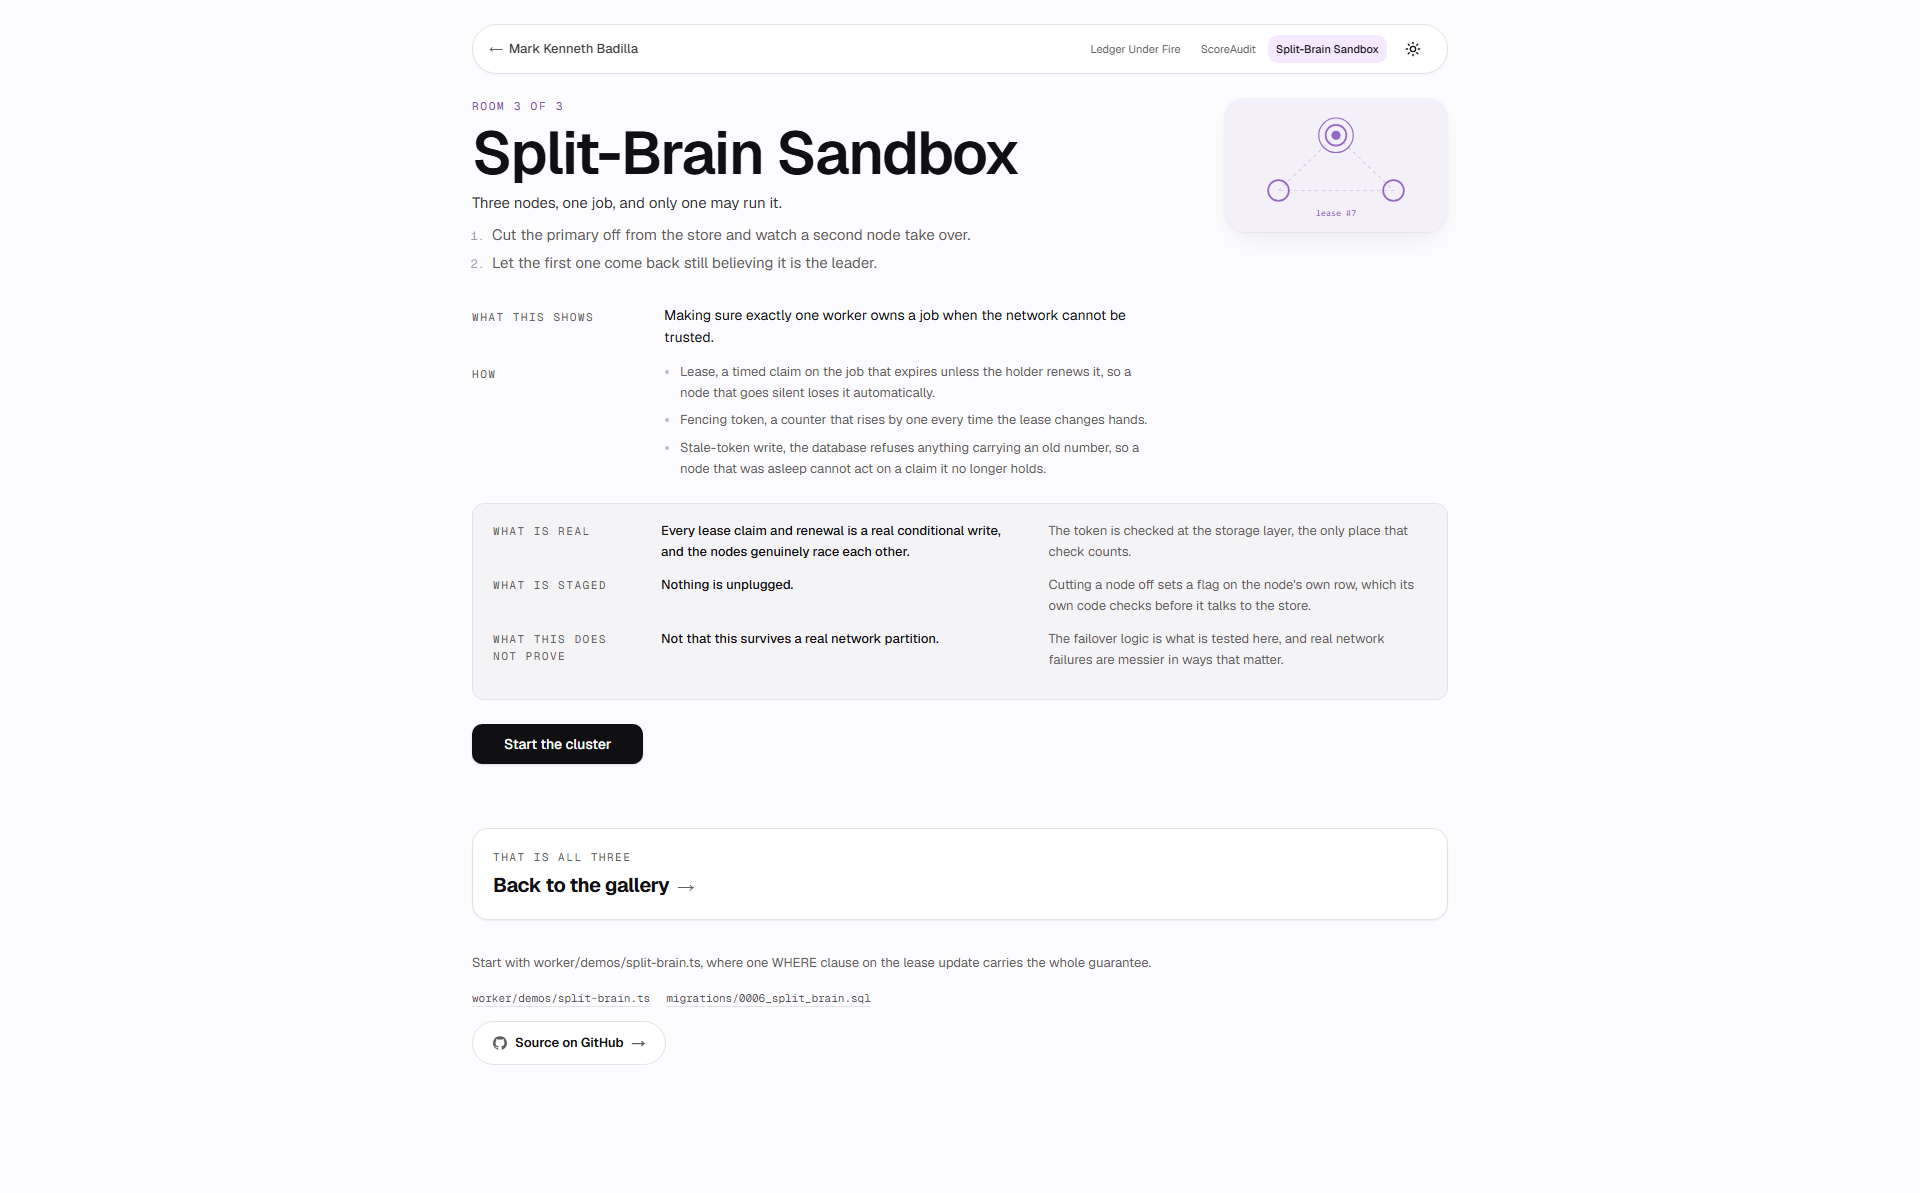 ← Mark Kenneth Badilla
Ledger Under Fire
ScoreAudit
Split-Brain Sandbox
ROOM 3 OF 3
Split-Brain Sandbox
Three nodes, one job, and only one may run it.
1. Cut the primary off from the store and watch a second node take over.
2. Let the first one come back still believing it is the leader.
lease #7
WHAT THIS SHOWS
Making sure exactly one worker owns a job when the network cannot be
trusted.
HOW
• Lease, a timed claim on the job that expires unless the holder renews it, so a
node that goes silent loses it automatically.
• Fencing token, a counter that rises by one every time the lease changes hands.
• Stale-token write, the database refuses anything carrying an old number, so a
node that was asleep cannot act on a claim it no longer holds.
WHAT IS REAL
Every lease claim and renewal is a real conditional write,
and the nodes genuinely race each other.
The token is checked at the storage layer, the only place that
check counts.
WHAT IS STAGED
Nothing is unplugged.
Cutting a node off sets a flag on the node's own row, which its
own code checks before it talks to the store.
WHAT THIS DOES
NOT PROVE
Not that this survives a real network partition.
The failover logic is what is tested here, and real network
failures are messier in ways that matter.
Start the cluster
THAT IS ALL THREE
Back to the gallery →
Start with worker/demos/split-brain.ts, where one WHERE clause on the lease update carries the whole guarantee.
worker/demos/split-brain.ts
migrations/0006_split_brain.sql
Source on GitHub →